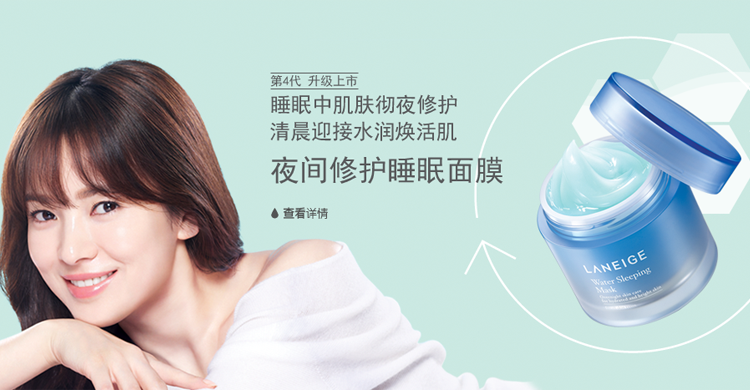 第4代 升级上市
睡眠中肌肤彻夜修护
清晨迎接水润焕活肌
夜间修护睡眠面膜
查看详情
LANEIGE
Water Sleeping
Mask